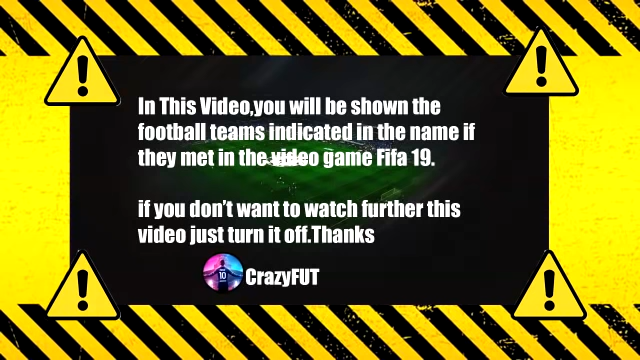 In This Video,you will be shown the
football teams indicated in the name if
they met in the video game Fifa 19.
if you don't want to watch further this
video just turn it off.Thanks
10
CrazyFUT